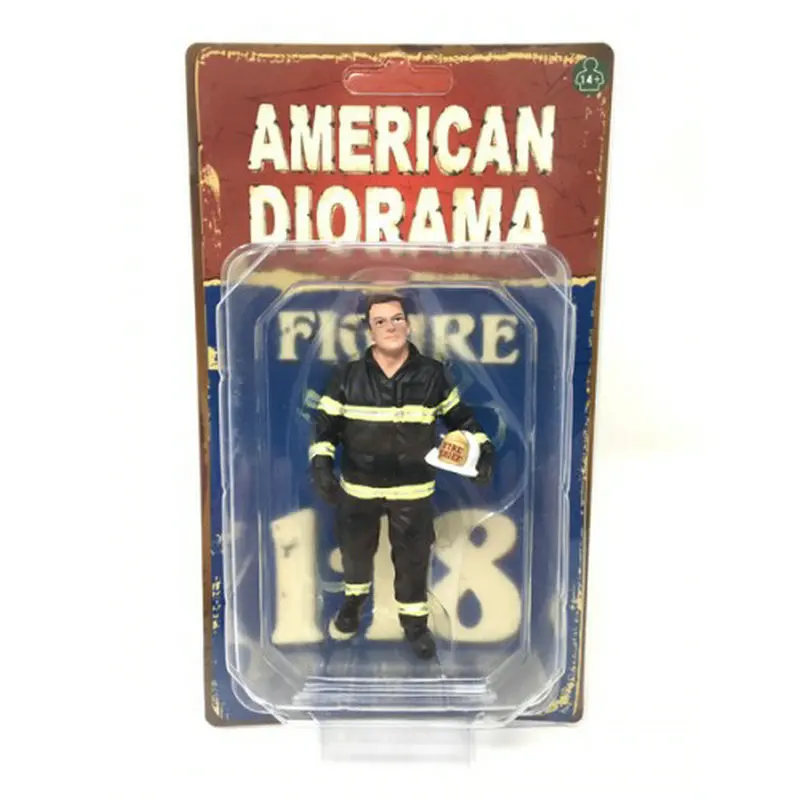 14+
AMERICAN
DIORAMA
FIGURE
1:18
FIRE
CHIEF